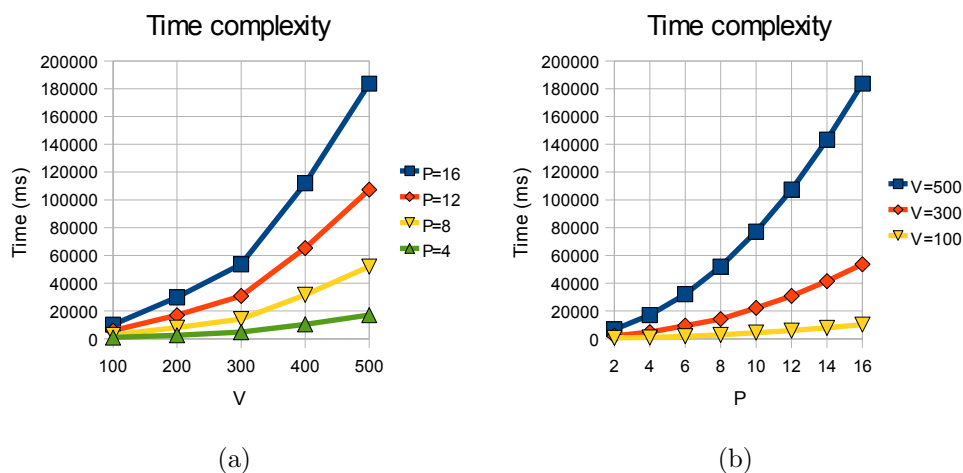 Time complexity
200000
180000
160000
140000
120000
100000
80000
60000
40000
20000
0
Time (ms)
100 200 300 400 500
V
P=16
P=12
P=8
P=4
(a)
Time complexity
200000
180000
160000
140000
120000
100000
80000
60000
40000
20000
0
Time (ms)
2 4 6 8 10 12 14 16
P
V=500
V=300
V=100
(b)